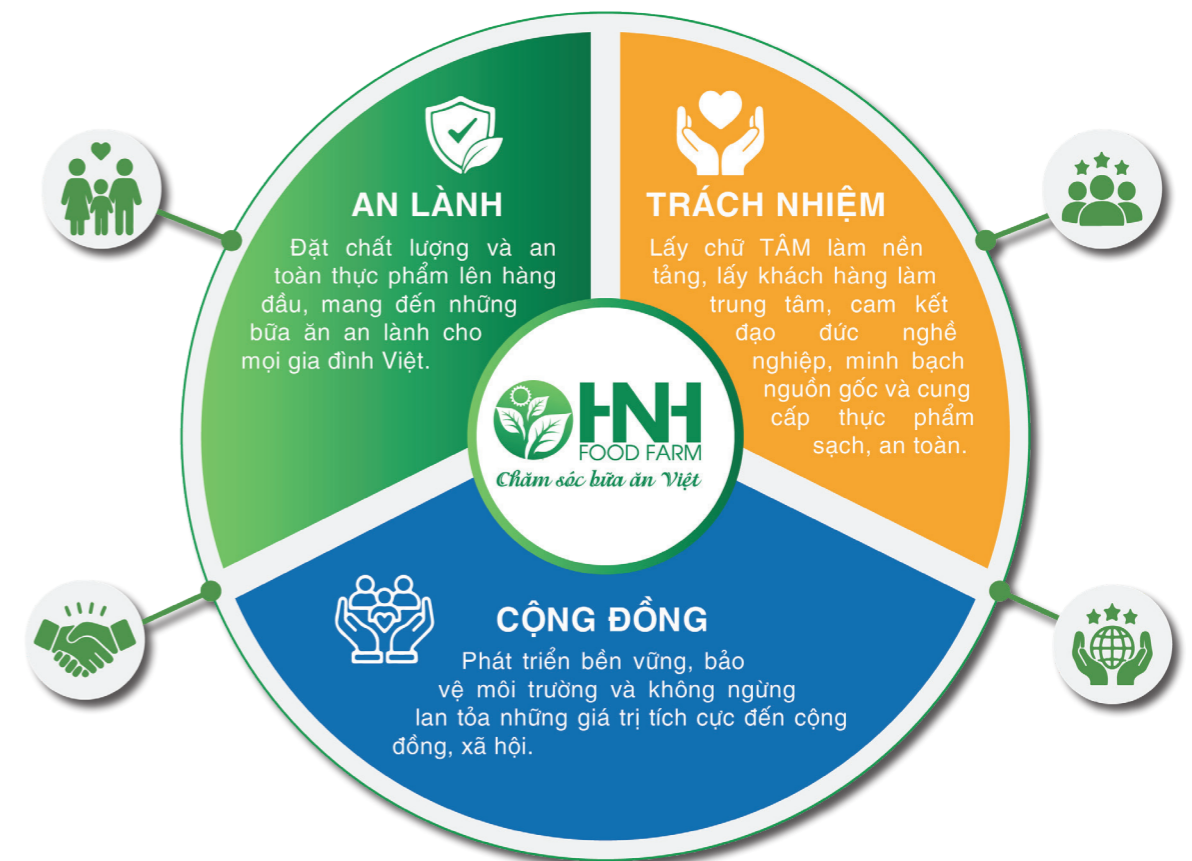 AN LÀNH
Đặt chất lượng và an
toàn thực phẩm lên hàng
đầu, mang đến những
bữa ăn an lành cho
mọi gia đình Việt.
TRÁCH NHIỆM
Lấy chữ TÂM làm nền
tảng, lấy khách hàng làm
trung tâm, cam kết
đạo đức nghề
nghiệp, minh bạch
nguồn gốc và cung
cấp thực phẩm
sạch, an toàn.
HNH
FOOD FARM
Chăm sóc bữa ăn Việt
CỘNG ĐỒNG
Phát triển bền vững, bảo
vệ môi trường và không ngừng
lan tỏa những giá trị tích cực đến cộng
đồng, xã hội.